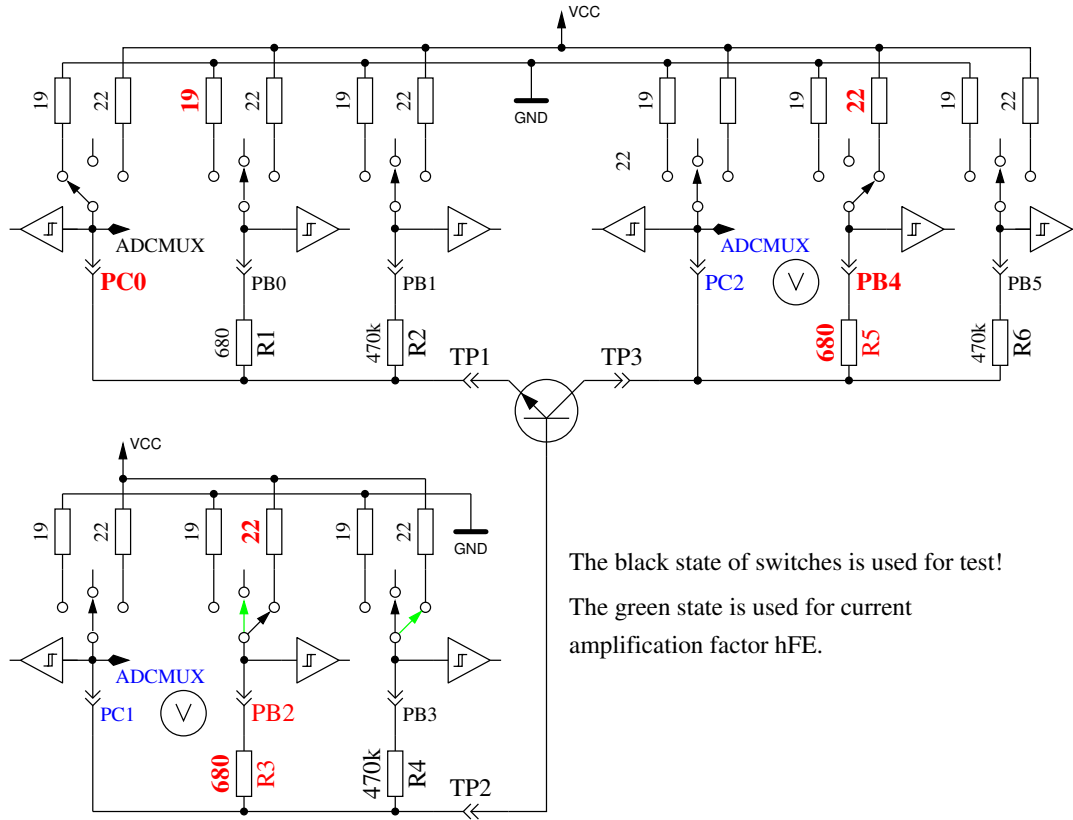 VCC
19
22
19
22
19
22
GND
19
22
19
22
19
22
22
ADCMUX
ADCMUX
PC0
PB0
PB1
PC2
V
PB4
PB5
680
R1
470k
R2
680
R5
470k
R6
TP1
TP3
VCC
19
22
19
22
19
22
GND
The black state of switches is used for test!
The green state is used for current
amplification factor hFE.
ADCMUX
PC1
V
PB2
PB3
680
R3
470k
R4
TP2